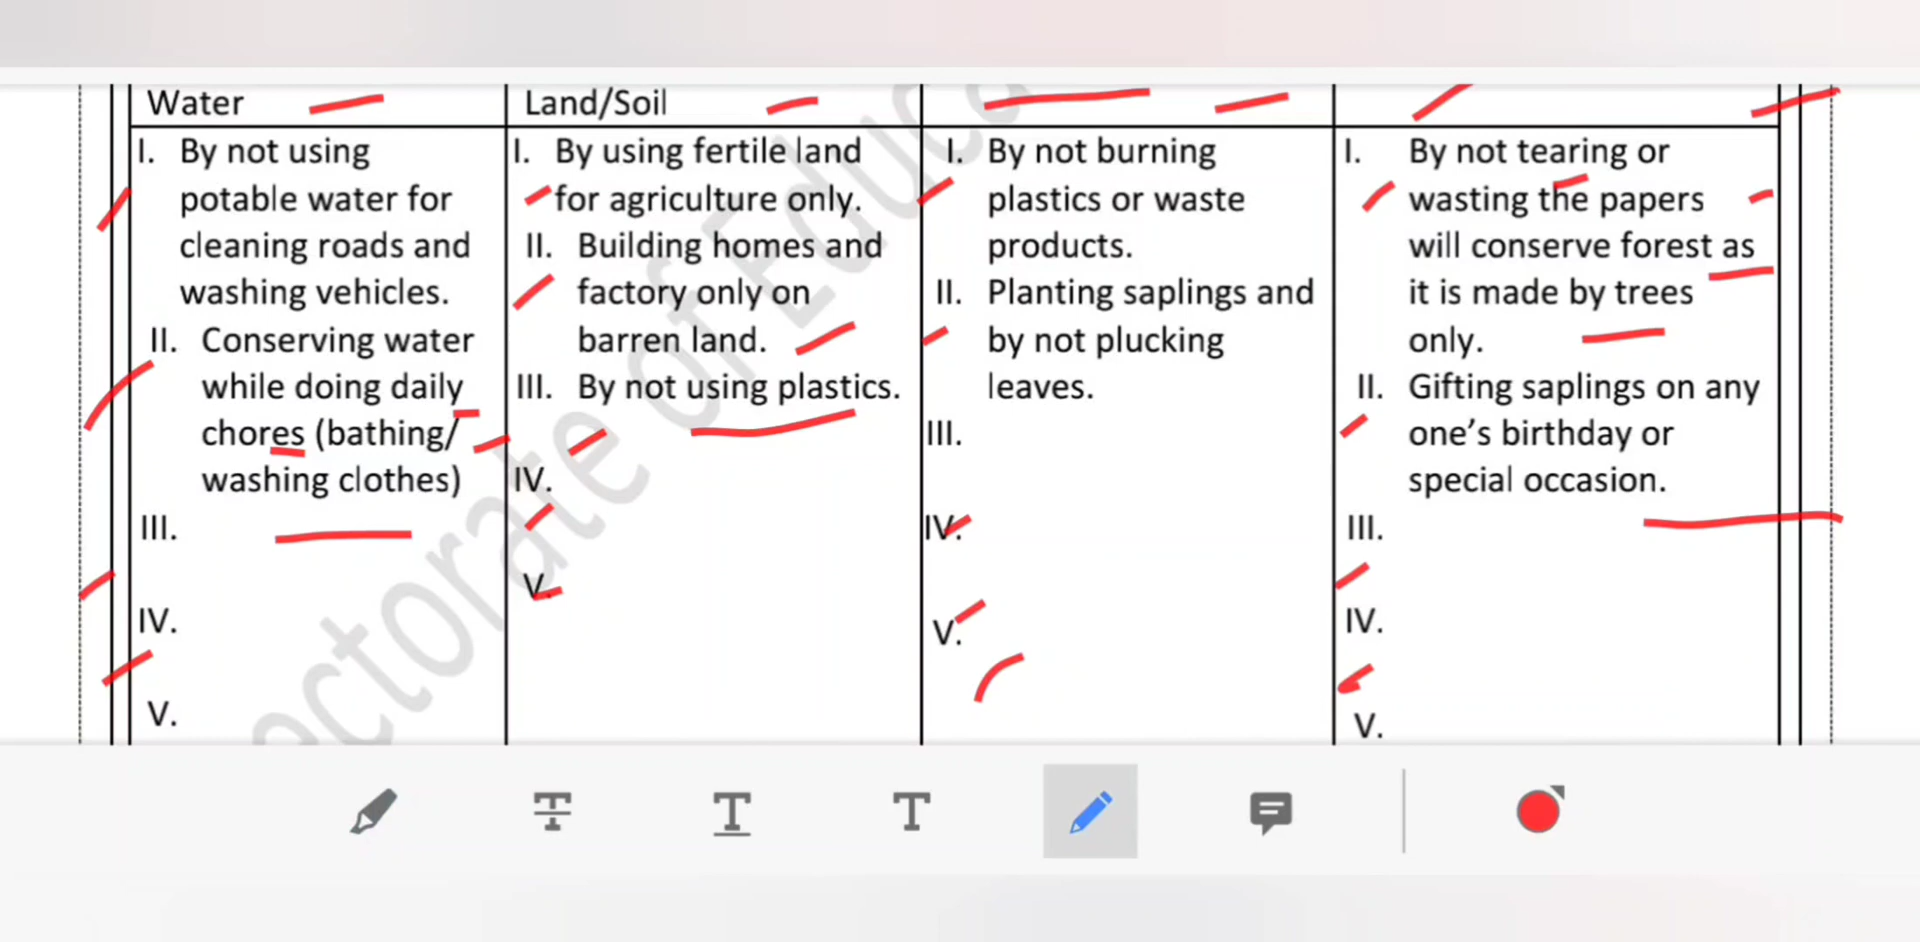 Water
Land/Soil
I. By not using
potable water for
cleaning roads and
washing vehicles.
II. Conserving water
while doing daily
chores (bathing/
washing clothes)
III.
IV.
V.
I. By using fertile land
for agriculture only.
II. Building homes and
factory only on
barren land.
III. By not using plastics.
IV.
V.
I. By not burning
plastics or waste
products.
II. Planting saplings and
by not plucking
leaves.
III.
IV.
V.
I. By not tearing or
wasting the papers
will conserve forest as
it is made by trees
only.
II. Gifting saplings on any
one's birthday or
special occasion.
III.
IV.
V.
ectorate of Educa